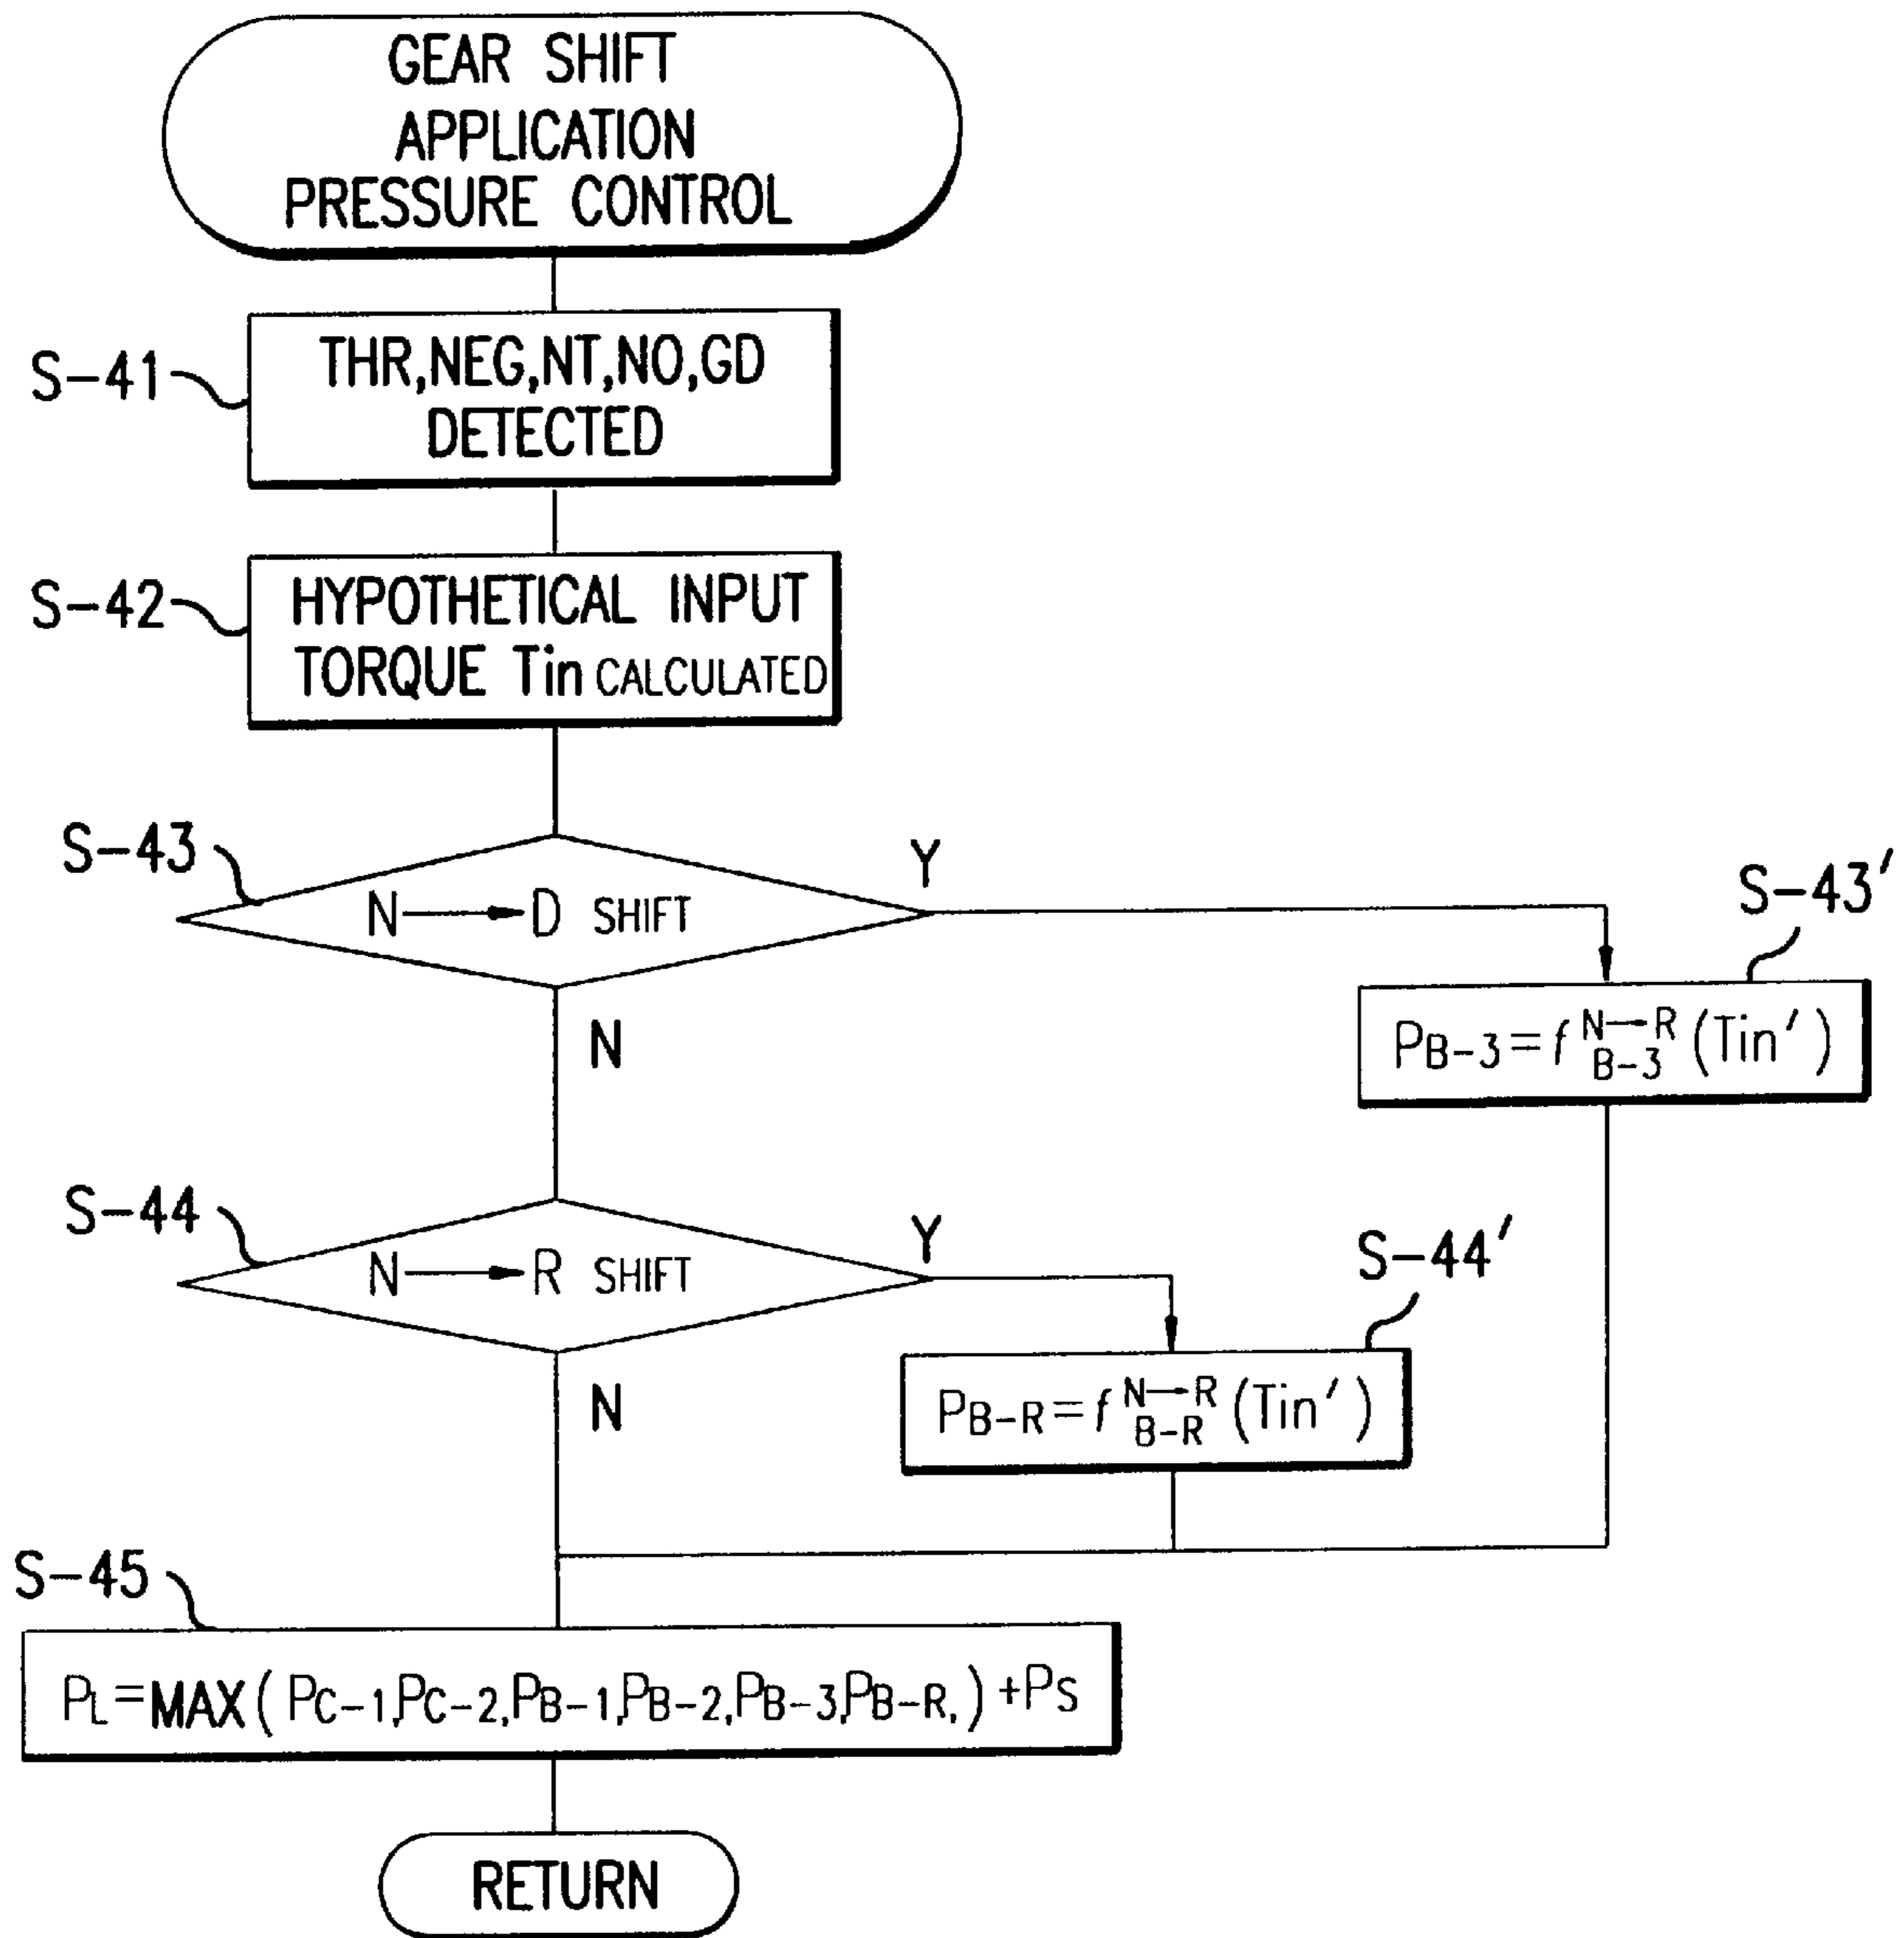 GEAR SHIFT
APPLICATION
PRESSURE CONTROL
S-41
THR,NEG,NT,NO,GD
DETECTED
S-42
HYPOTHETICAL INPUT
TORQUE Tin CALCULATED
S-43
N→D SHIFT
Y
N
S-43'
PB-3=f N→R B-3 (Tin')
S-44
N→R SHIFT
Y
N
S-44'
PB-R=f N→R B-R (Tin')
S-45
PL=MAX(PC-1,PC-2,PB-1,PB-2,PB-3,PB-R,)+PS
RETURN